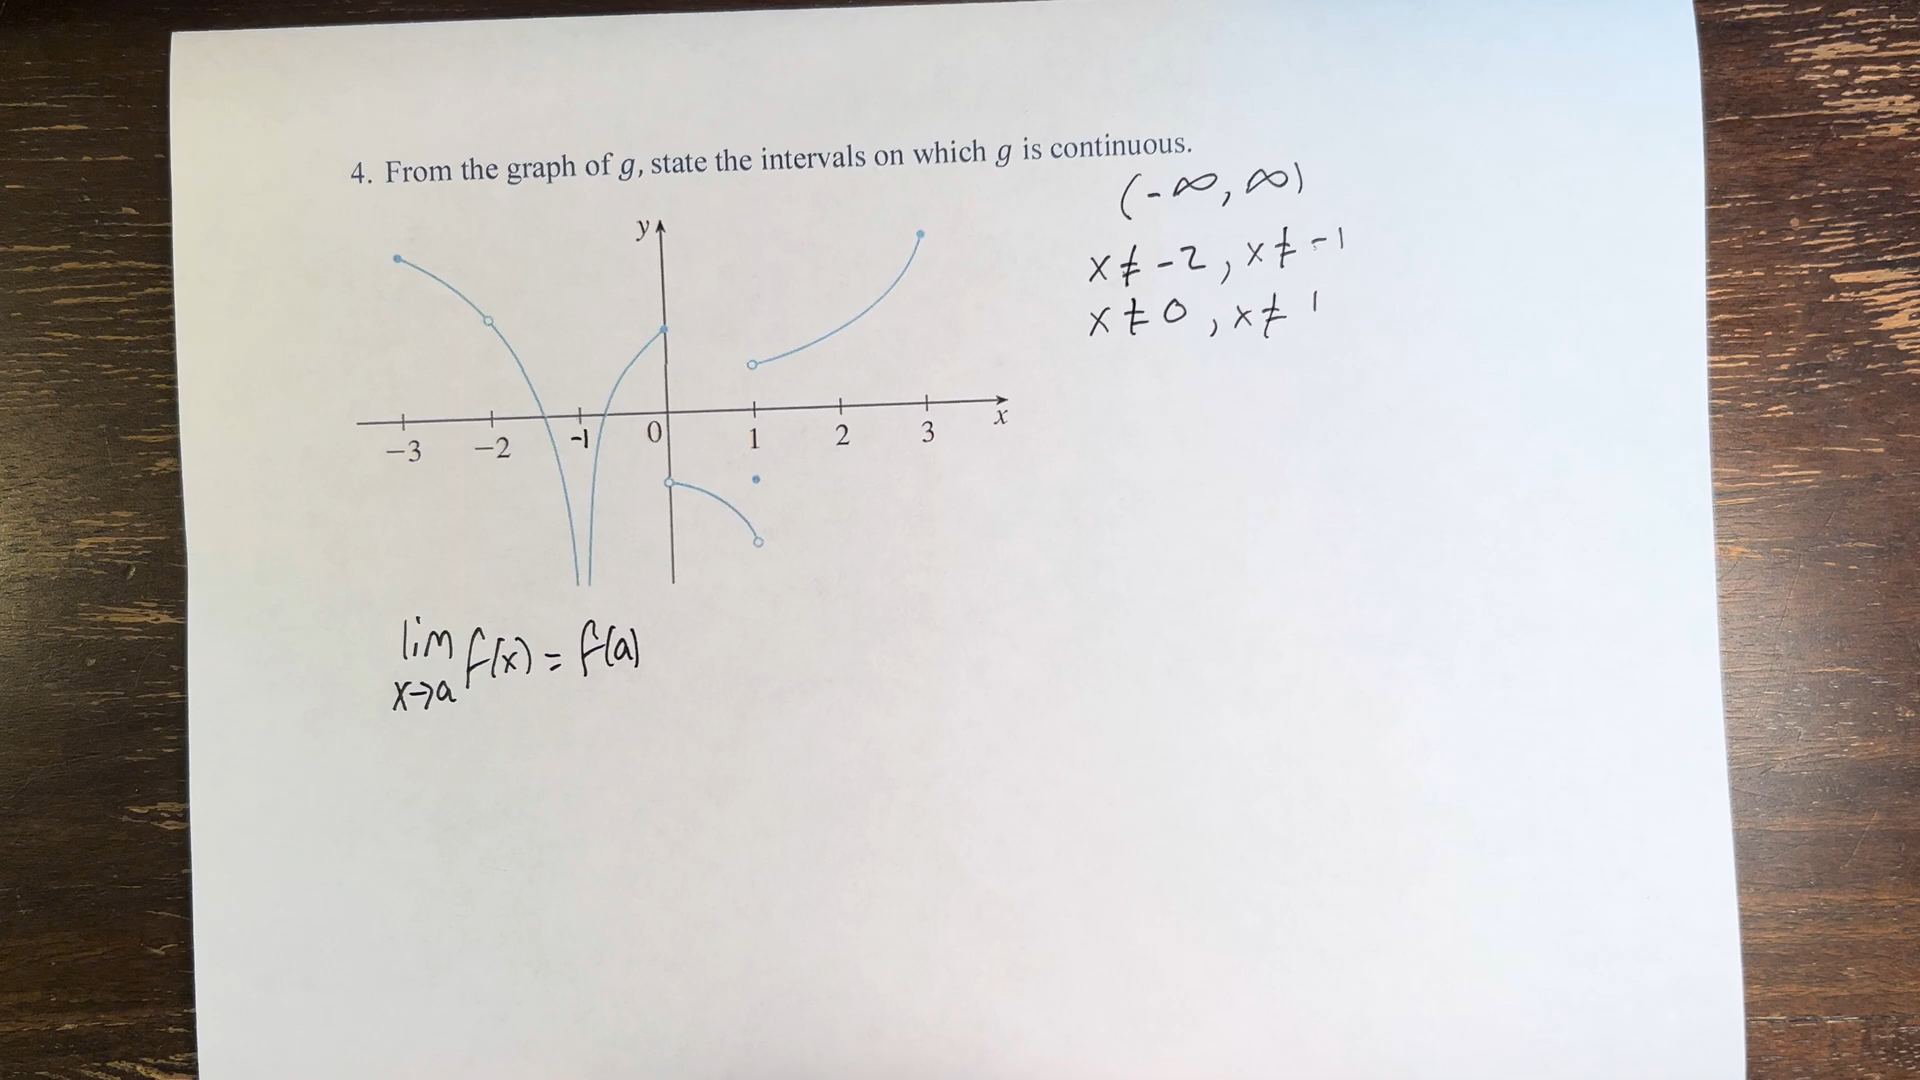 4. From the graph of g, state the intervals on which g is continuous.
(-∞, ∞)
x ≠ -2, x ≠ -1
x ≠ 0, x ≠ 1
y
x
−3 −2 -1 0 1 2 3
lim f(x) = f(a)
x→a